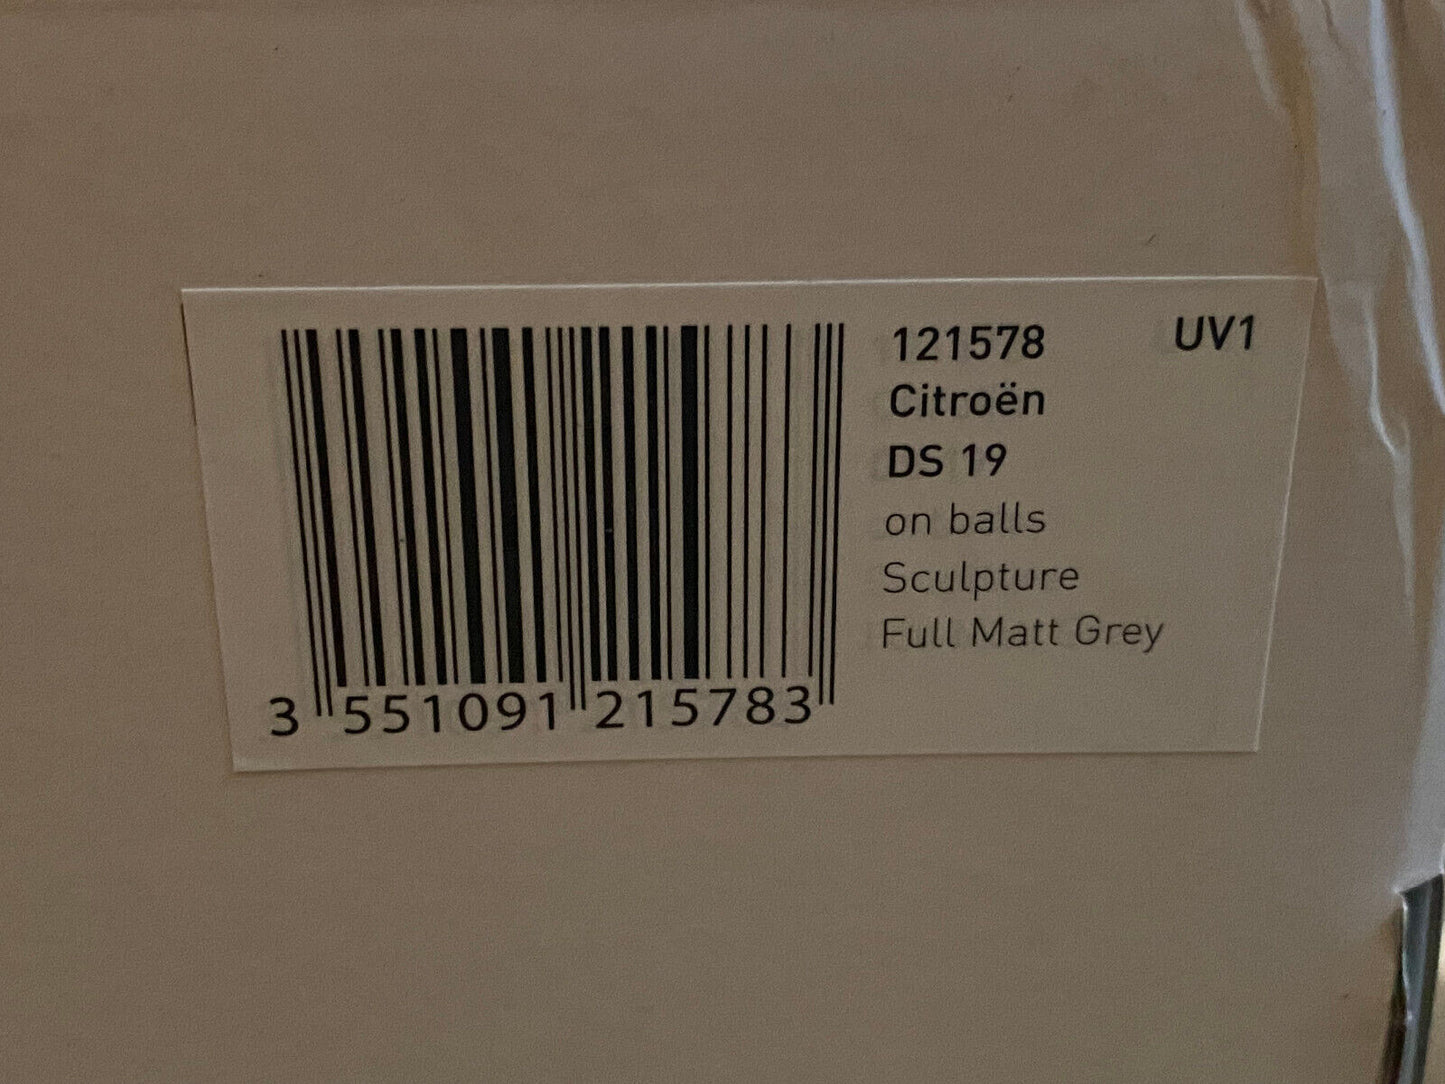 121578 UV1
Citroën
DS 19
on balls
Sculpture
Full Matt Grey
3 551091 215783